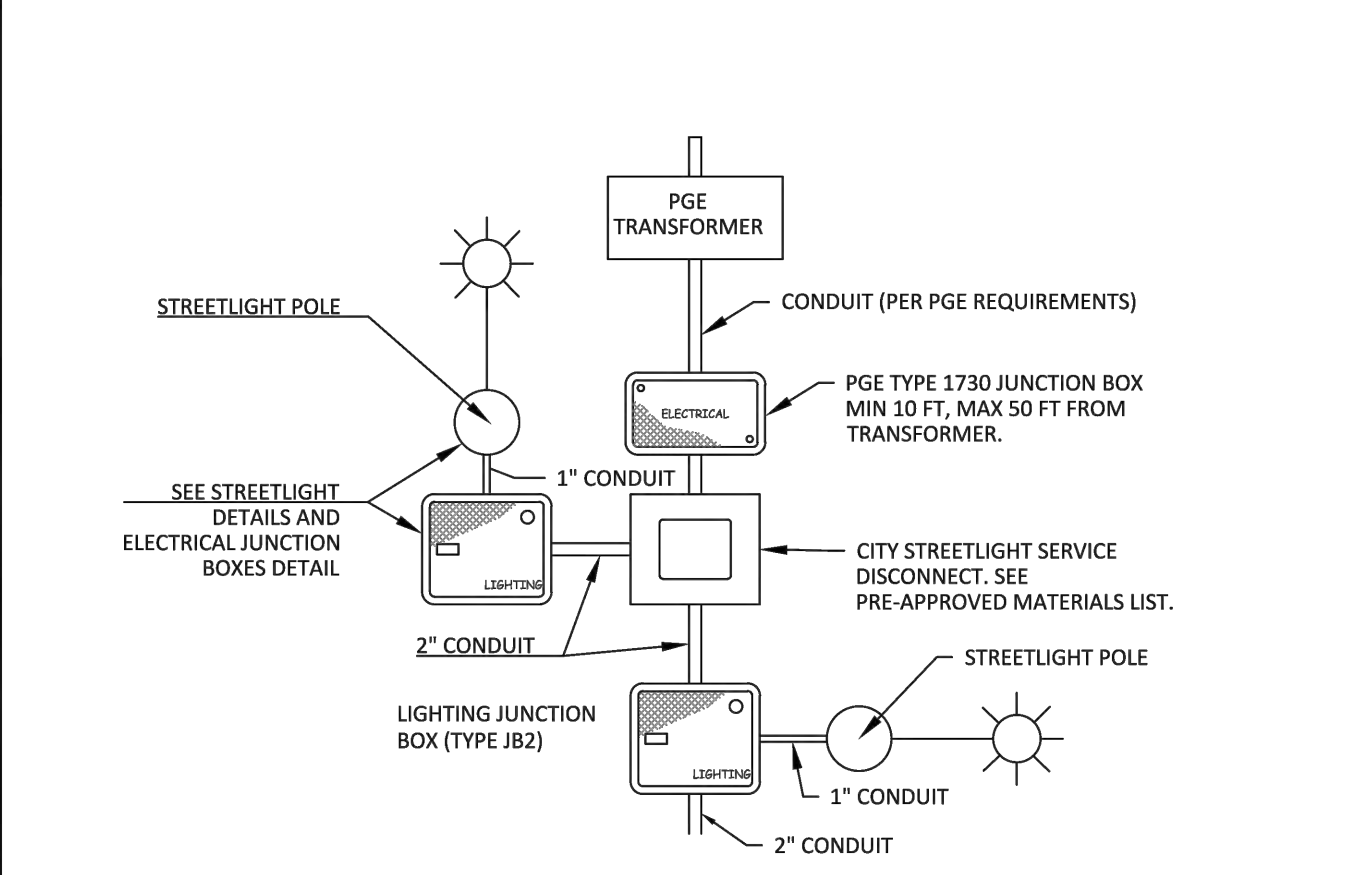 PGE
TRANSFORMER
STREETLIGHT POLE
CONDUIT (PER PGE REQUIREMENTS)
ELECTRICAL
PGE TYPE 1730 JUNCTION BOX
MIN 10 FT, MAX 50 FT FROM
TRANSFORMER.
1" CONDUIT
SEE STREETLIGHT
DETAILS AND
ELECTRICAL JUNCTION
BOXES DETAIL
LIGHTING
CITY STREETLIGHT SERVICE
DISCONNECT. SEE
PRE-APPROVED MATERIALS LIST.
2" CONDUIT
STREETLIGHT POLE
LIGHTING JUNCTION
BOX (TYPE JB2)
LIGHTING
1" CONDUIT
2" CONDUIT